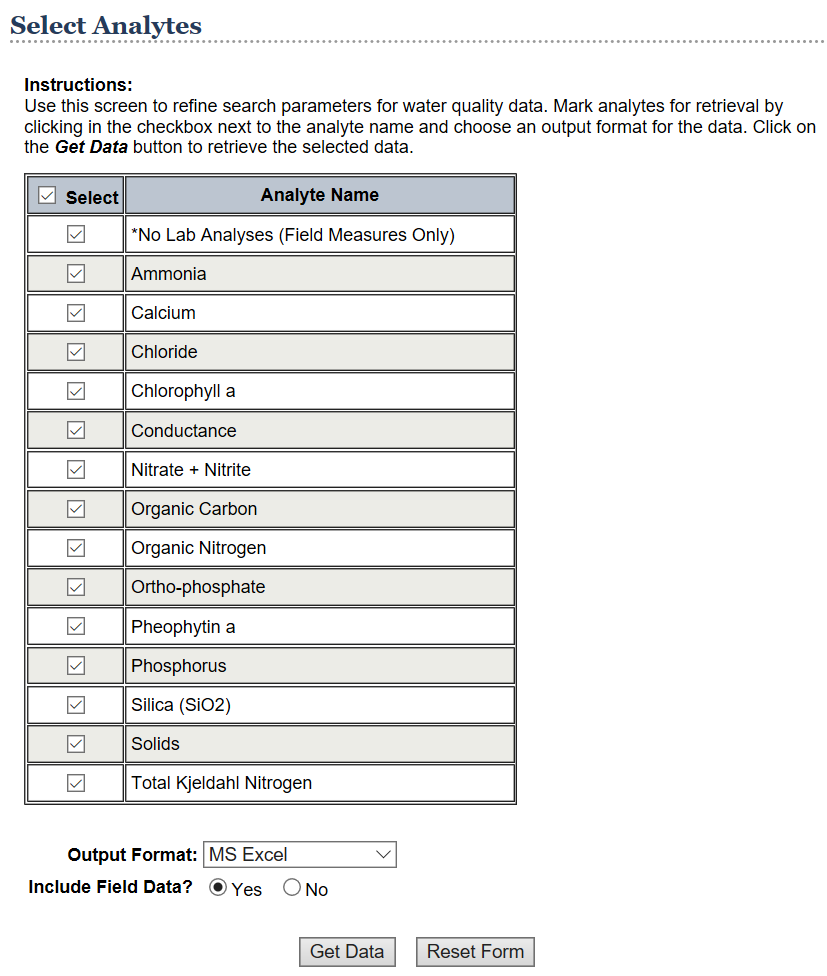 Select Analytes
Instructions:
Use this screen to refine search parameters for water quality data. Mark analytes for retrieval by
clicking in the checkbox next to the analyte name and choose an output format for the data. Click on
the Get Data button to retrieve the selected data.
Select Analyte Name
*No Lab Analyses (Field Measures Only)
Ammonia
Calcium
Chloride
Chlorophyll a
Conductance
Nitrate + Nitrite
Organic Carbon
Organic Nitrogen
Ortho-phosphate
Pheophytin a
Phosphorus
Silica (SiO2)
Solids
Total Kjeldahl Nitrogen
Output Format: MS Excel
Include Field Data? Yes No
Get Data Reset Form